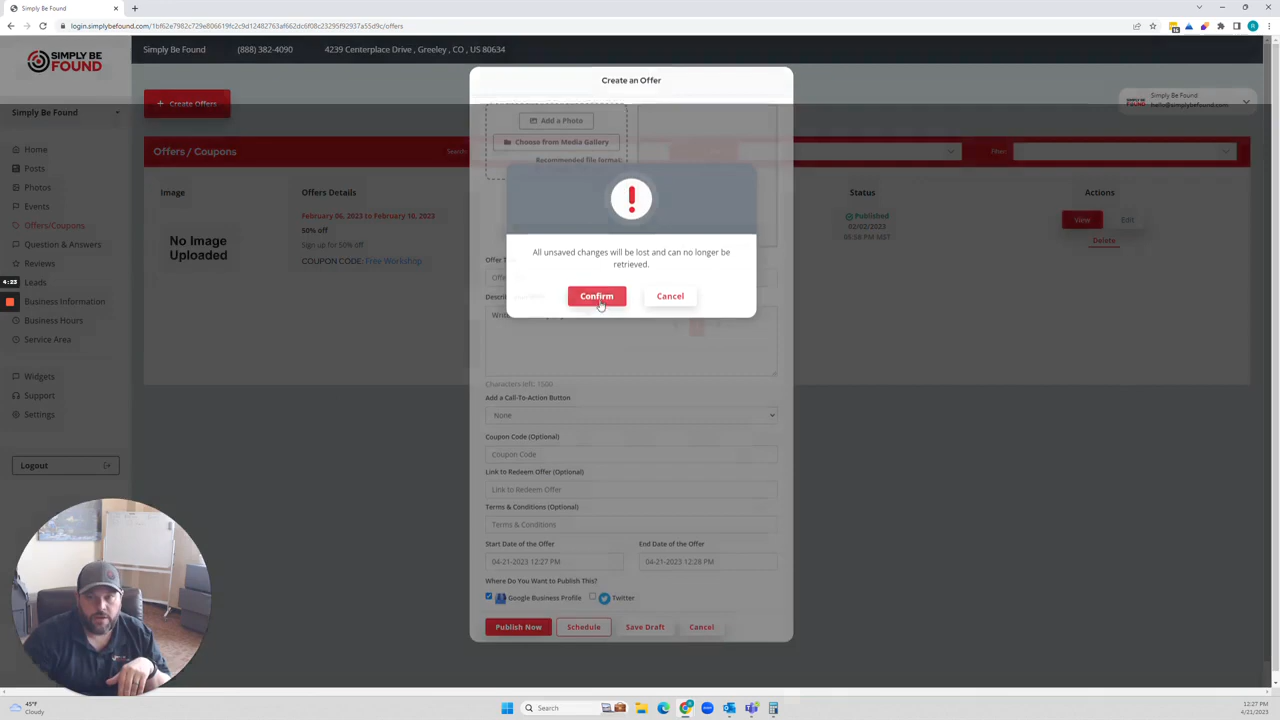 Simply Be Found
login.simplybefound.com/1bf62e7982c729e806619fc2c9d12482763af662dc6f08c23295f92937a55d9c/offers
SIMPLY BE
FOUND
Simply Be Found (888) 382-4090 4239 Centerplace Drive , Greeley , CO , US 80634
Create an Offer
+ Create Offers
Simply Be Found
hello@simplybefound.com
Simply Be Found
Home
Posts
Photos
Events
Offers/Coupons
Question & Answers
Reviews
Leads
Business Information
Business Hours
Service Area
Widgets
Support
Settings
Logout
4:23
Offers / Coupons
Search
Filter
Image
Offers Details
Status
Actions
No Image
Uploaded
February 06, 2023 to February 10, 2023
50% off
Sign up for 50% off
COUPON CODE: Free Workshop
Published
02/02/2023
05:58 PM MST
View
Edit
Delete
Add a Photo
Choose from Media Gallery
Recommended file format:
All unsaved changes will be lost and can no longer be
retrieved.
Confirm
Cancel
Characters left: 1500
Add a Call-To-Action Button
None
Coupon Code (Optional)
Coupon Code
Link to Redeem Offer (Optional)
Link to Redeem Offer
Terms & Conditions (Optional)
Terms & Conditions
Start Date of the Offer
End Date of the Offer
04-21-2023 12:27 PM
04-21-2023 12:28 PM
Where Do You Want to Publish This?
Google Business Profile
Twitter
Publish Now
Schedule
Save Draft
Cancel
45°F
Cloudy
Search
12:27 PM
4/21/2023